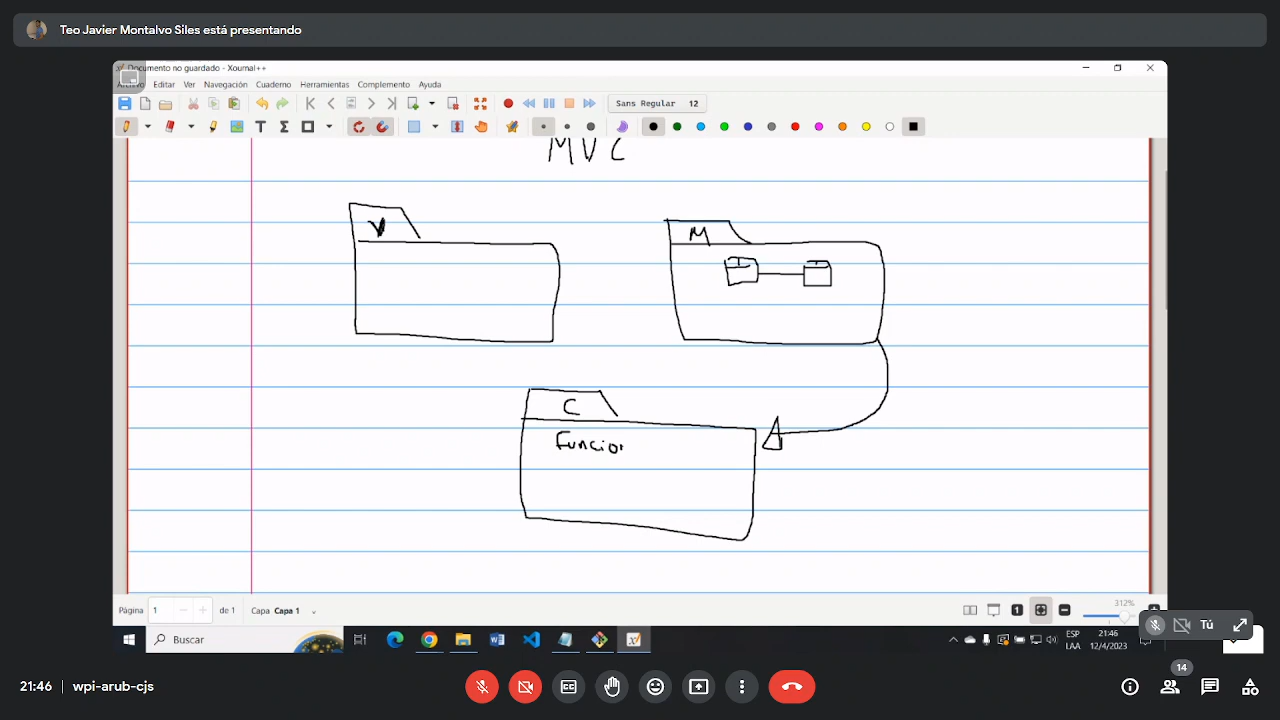 Teo Javier Montalvo Siles está presentando
Documento no guardado - Xournal++
Archivo Editar Ver Navegación Cuaderno Herramientas Complemento Ayuda
Sans Regular 12
MVC
V
M
C
Funcion
Página 1 de 1 Capa Capa 1
312%
Tú
Buscar
ESP
LAA
21:46
12/4/2023
14
21:46 | wpi-arub-cjs